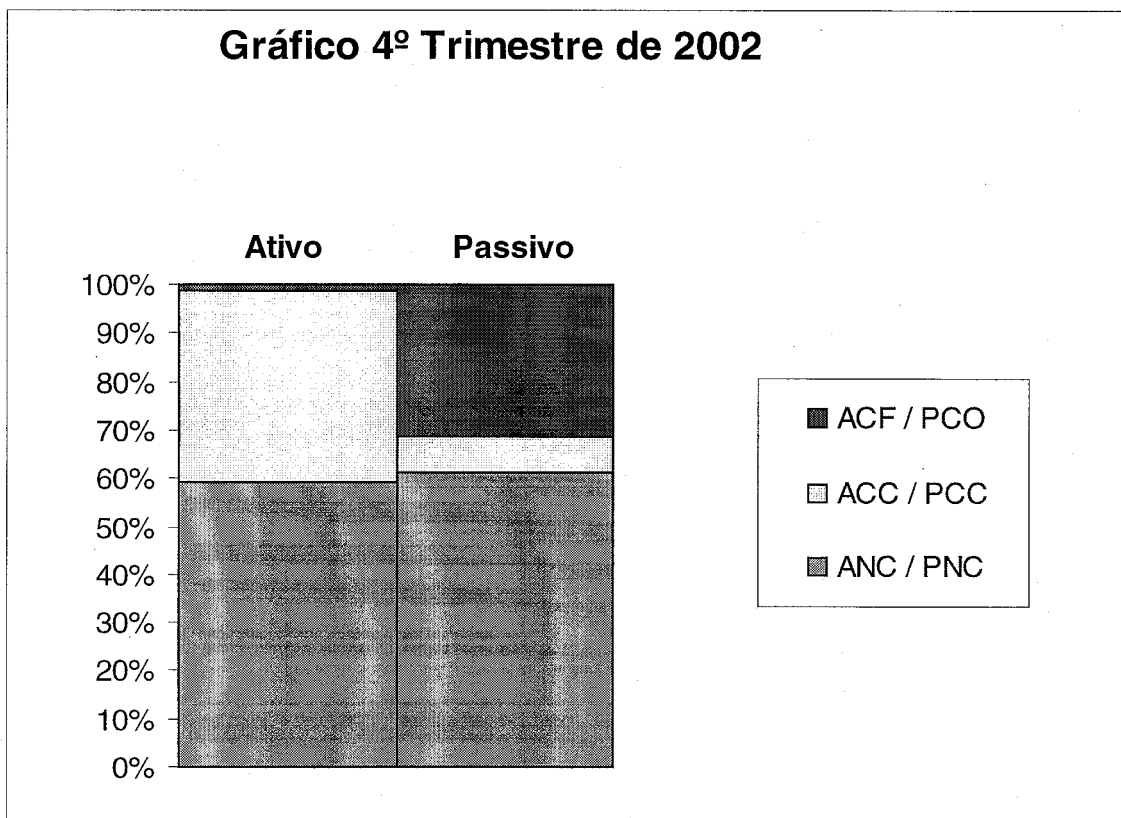 Gráfico 4º Trimestre de 2002
Ativo Passivo
100%
90%
80%
70%
60%
50%
40%
30%
20%
10%
0%
ACF / PCO
ACC / PCC
ANC / PNC